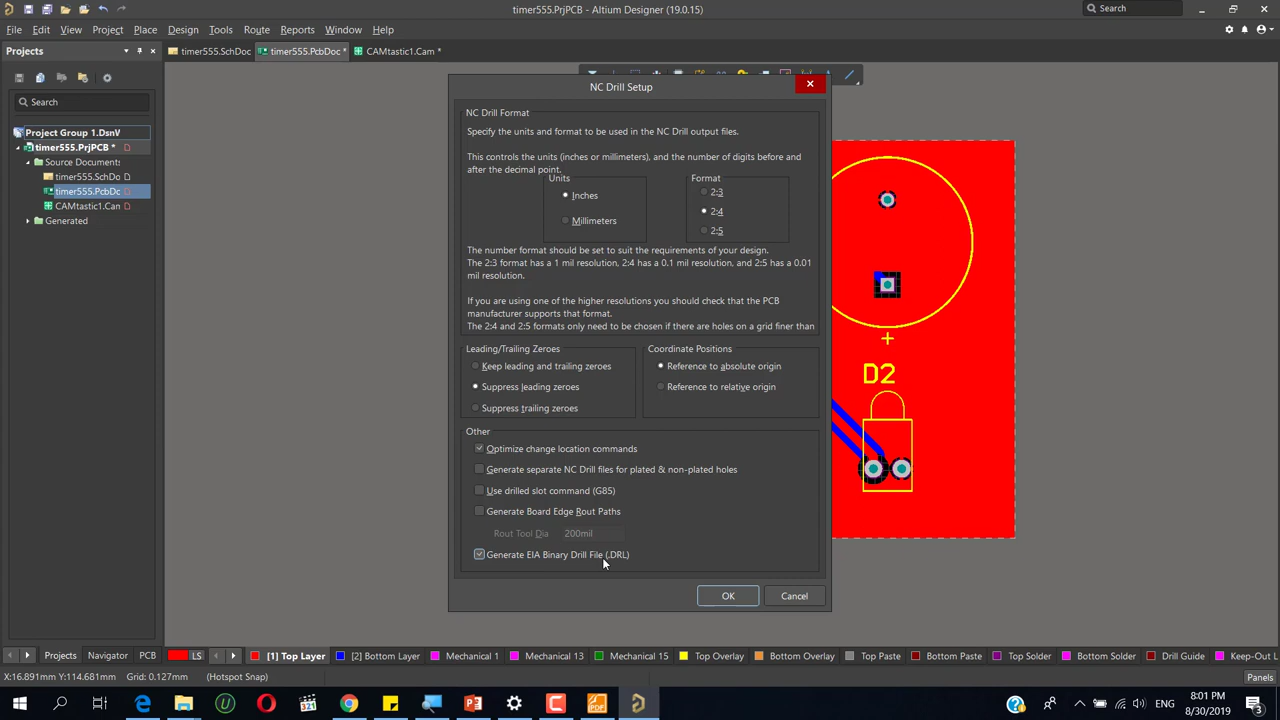 timer555.PrjPCB - Altium Designer (19.0.15)
Search
File Edit View Project Place Design Tools Route Reports Window Help
Projects
timer555.SchDoc
timer555.PcbDoc *
CAMtastic1.Cam *
Search
Project Group 1.DsnW
timer555.PrjPCB *
Source Documents
timer555.SchDo
timer555.PcbDoc
CAMtastic1.Cam
Generated
NC Drill Setup
NC Drill Format
Specify the units and format to be used in the NC Drill output files.
This controls the units (inches or millimeters), and the number of digits before and
after the decimal point.
Units
Inches
Millimeters
Format
2:3
2:4
2:5
The number format should be set to suit the requirements of your design.
The 2:3 format has a 1 mil resolution, 2:4 has a 0.1 mil resolution, and 2:5 has a 0.01
mil resolution.
If you are using one of the higher resolutions you should check that the PCB
manufacturer supports that format.
The 2:4 and 2:5 formats only need to be chosen if there are holes on a grid finer than
Leading/Trailing Zeroes
Keep leading and trailing zeroes
Suppress leading zeroes
Suppress trailing zeroes
Coordinate Positions
Reference to absolute origin
Reference to relative origin
Other
Optimize change location commands
Generate separate NC Drill files for plated & non-plated holes
Use drilled slot command (G85)
Generate Board Edge Rout Paths
Rout Tool Dia 200mil
Generate EIA Binary Drill File (.DRL)
OK
Cancel
+
D2
Projects Navigator PCB
LS [1] Top Layer [2] Bottom Layer Mechanical 1 Mechanical 13 Mechanical 15 Top Overlay Bottom Overlay Top Paste Bottom Paste Top Solder Bottom Solder Drill Guide Keep-Out L
X:16.891mm Y:114.681mm Grid: 0.127mm (Hotspot Snap)
Panels
8:01 PM
8/30/2019
3